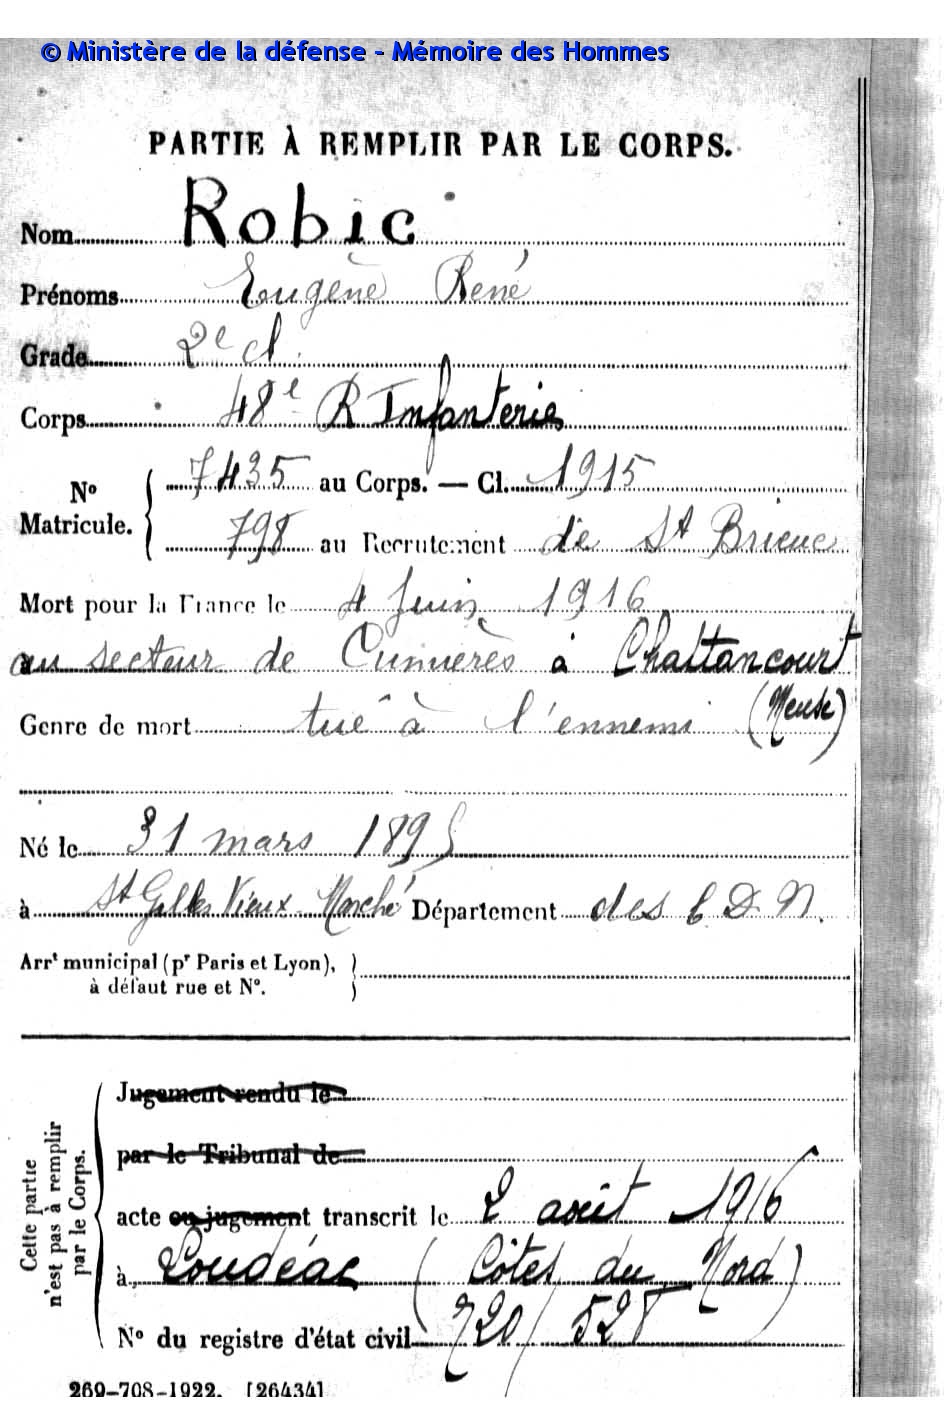 © Ministère de la défense - Mémoire des Hommes
PARTIE À REMPLIR PAR LE CORPS.
Nom Robic
Prénoms Eugène René
Grade 2e cl.
Corps 48e R Infanterie
No Matricule. 7435 au Corps. — Cl. 1915
798 au Recrutement de St Brieuc
Mort pour la France le 4 Juin 1916
au secteur de Cumières à Chattancourt
(Meuse)
Genre de mort tué à l'ennemi
Né le 31 mars 1895
à St Gilles Vieux Marché Département des C D N.
Arrt municipal (pr Paris et Lyon),
à défaut rue et No.
Cette partie n'est pas à remplir par le Corps.
Jugement rendu le
par le Tribunal de
acte ou jugement transcrit le 2 août 1916
à Loudéac (Côtes du Nord)
No du registre d'état civil 720/528
269-708-1922. [26434]